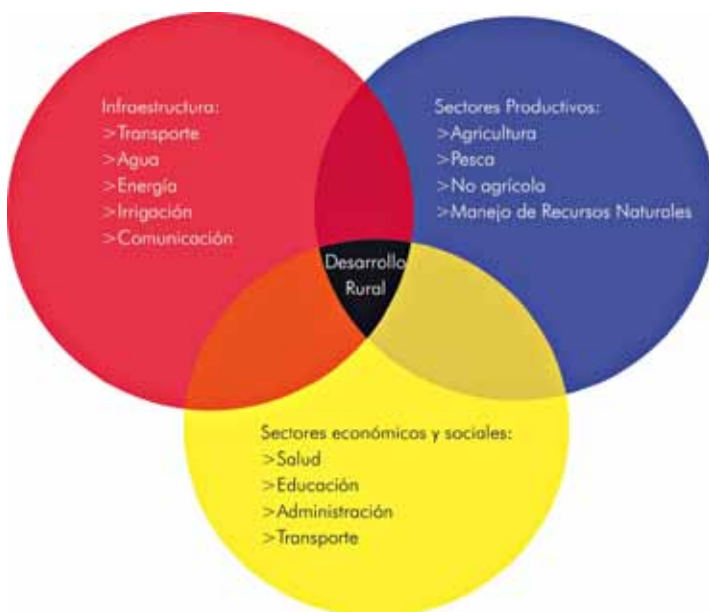 Infraestructura:
>Transporte
>Agua
>Energía
>Irrigación
>Comunicación
Sectores Productivos:
>Agricultura
>Pesca
>No agrícola
>Manejo de Recursos Naturales
Desarrollo
Rural
Sectores económicos y sociales:
>Salud
>Educación
>Administración
>Transporte